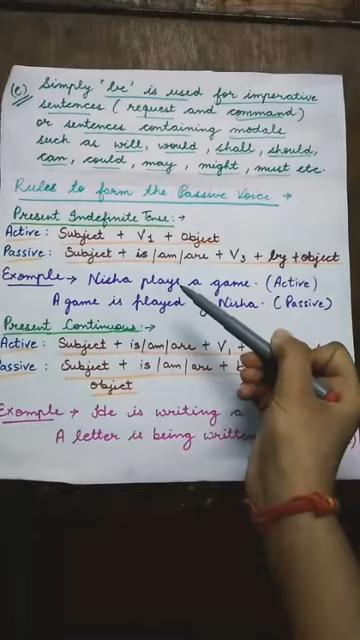 (e) Simply 'be' is used for imperative
sentences (request and command)
or sentences containing modals
such as will, would, shall, should,
can, could, may, might, must etc.
Rules to form the Passive Voice →
Present Indefinite Tense:→
Active: Subject + V1 + object
Passive: Subject + is/am/are + V3 + by + object
Example → Nisha plays a game. (Active)
A game is played Nisha. (Passive)
Present Continuous:→
Active: Subject + is/am/are + V1 +
Passive: Subject + is/am/are +
object
Example → He is writing a
A letter is being written